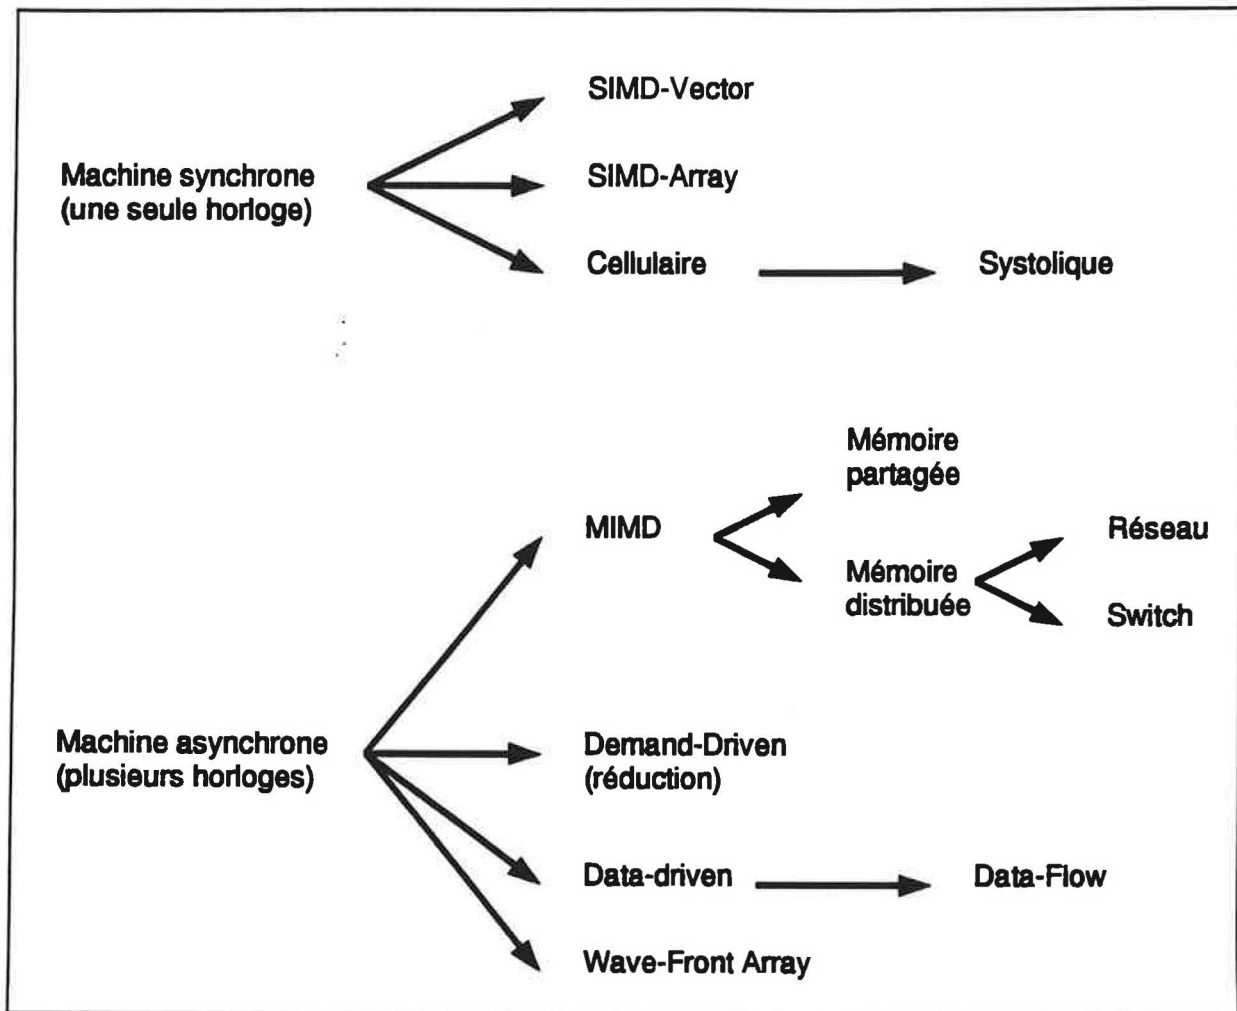 SIMD-Vector
Machine synchrone
(une seule horloge)
SIMD-Array
Cellulaire
Systolique
Mémoire
partagée
MIMD
Réseau
Mémoire
distribuée
Switch
Machine asynchrone
(plusieurs horloges)
Demand-Driven
(réduction)
Data-driven
Data-Flow
Wave-Front Array